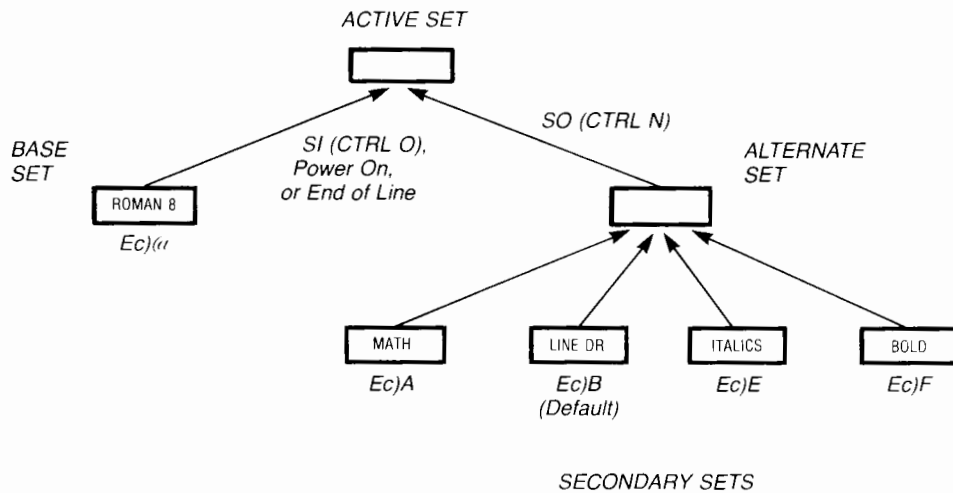 ACTIVE SET
SO (CTRL N)
BASE
SET
SI (CTRL O),
Power On,
or End of Line
ALTERNATE
SET
ROMAN 8
Ec)@
MATH
LINE DR
ITALICS
BOLD
Ec)A
Ec)B
(Default)
Ec)E
Ec)F
SECONDARY SETS